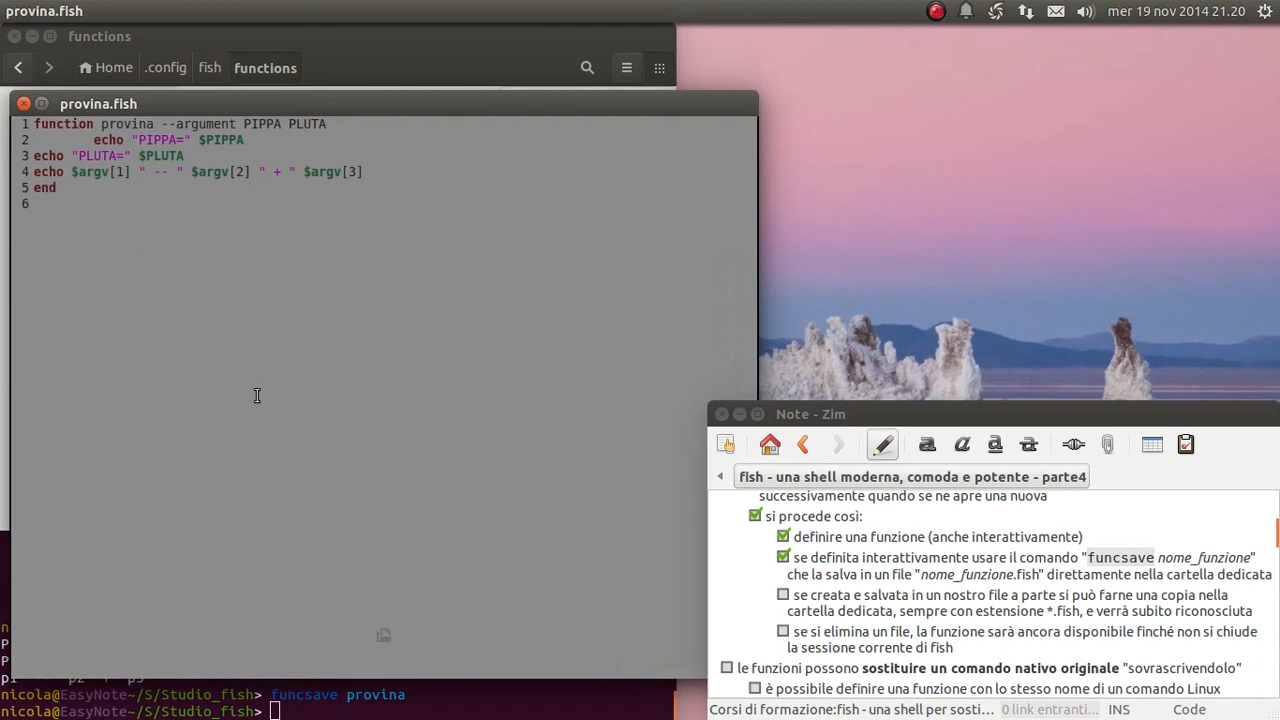 provina.fish
mer 19 nov 2014 21.20
functions
Home .config fish functions
provina.fish
1 function provina --argument PIPPA PLUTA
2 echo "PIPPA=" $PIPPA
3 echo "PLUTA=" $PLUTA
4 echo $argv[1] " -- " $argv[2] " + " $argv[3]
5 end
6
nicola@EasyNote~/S/Studio_fish> funcsave provina
nicola@EasyNote~/S/Studio_fish>
Note - Zim
fish - una shell moderna, comoda e potente - parte4
successivamente quando se ne apre una nuova
si procede così:
definire una funzione (anche interattivamente)
se definita interattivamente usare il comando "funcsave nome_funzione"
che la salva in un file "nome_funzione.fish" direttamente nella cartella dedicata
se creata e salvata in un nostro file a parte si può farne una copia nella
cartella dedicata, sempre con estensione *.fish, e verrà subito riconosciuta
se si elimina un file, la funzione sarà ancora disponibile finché non si chiude
la sessione corrente di fish
le funzioni possono sostituire un comando nativo originale "sovrascrivendolo"
è possibile definire una funzione con lo stesso nome di un comando Linux
Corsi di formazione:fish - una shell per sosti... 0 link entranti... INS Code